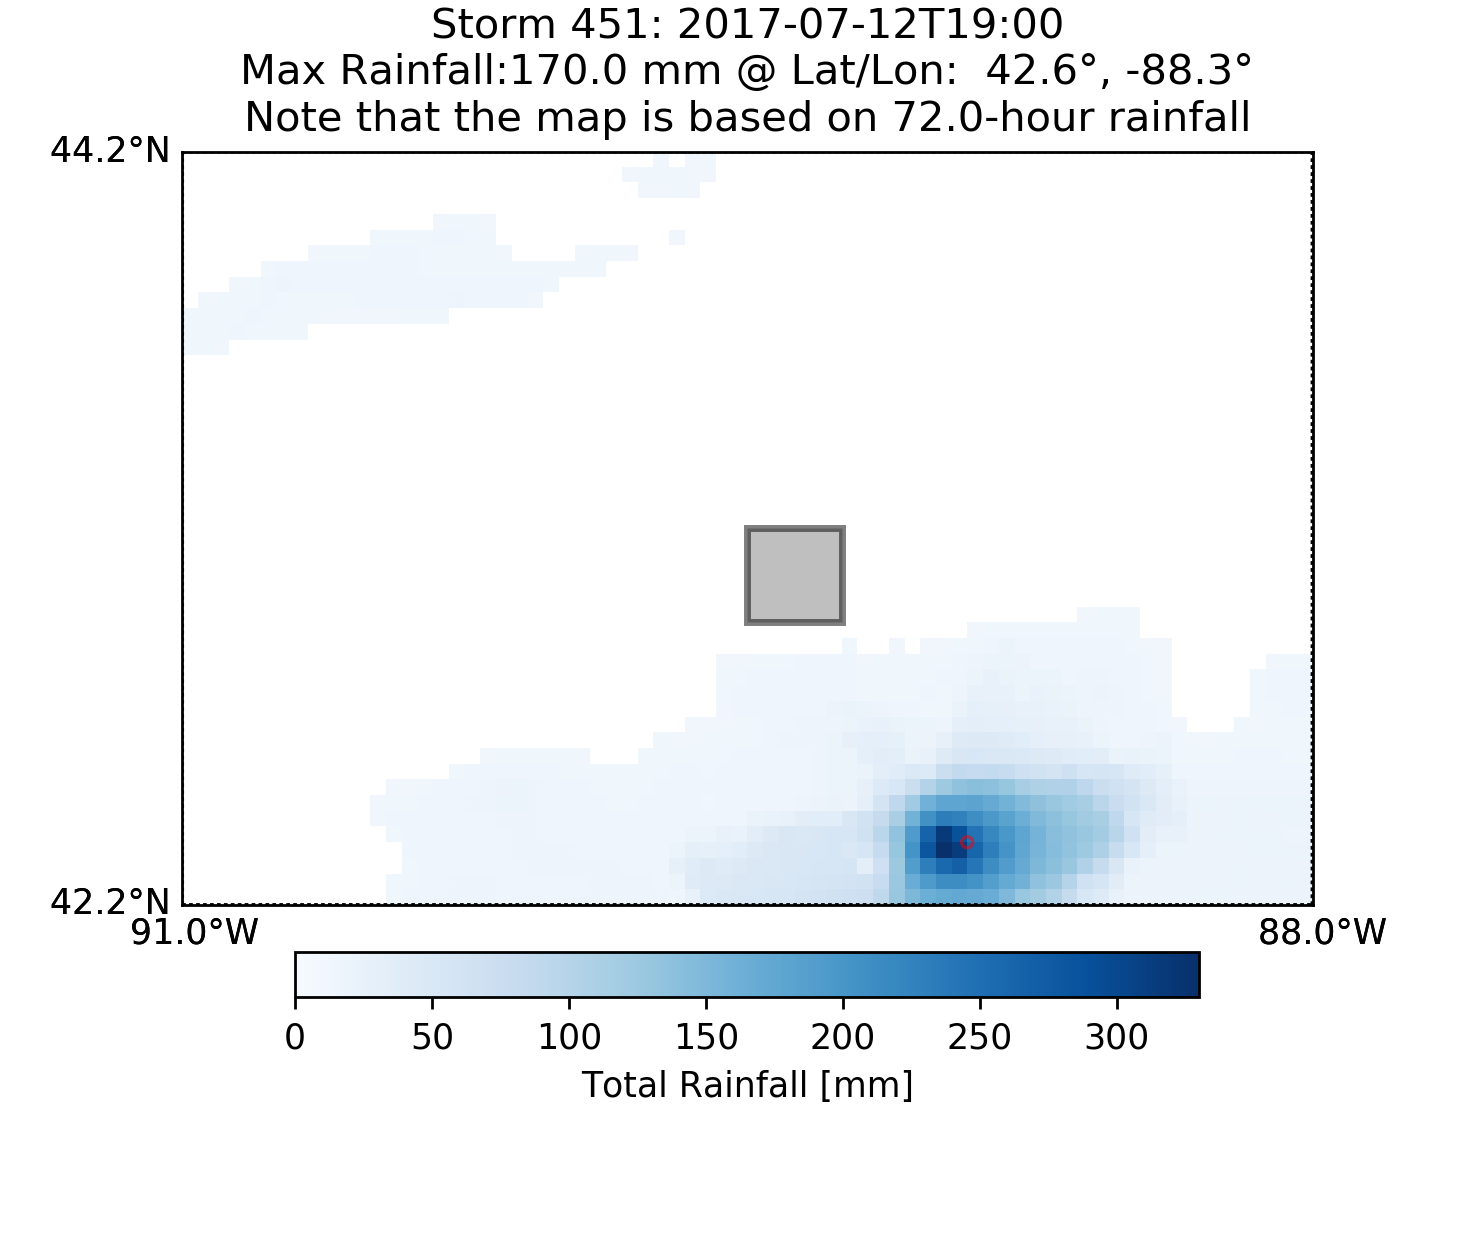 Storm 451: 2017-07-12T19:00
Max Rainfall:170.0 mm @ Lat/Lon:  42.6°, -88.3°
Note that the map is based on 72.0-hour rainfall
44.2°N
42.2°N
91.0°W 88.0°W
0 50 100 150 200 250 300
Total Rainfall [mm]